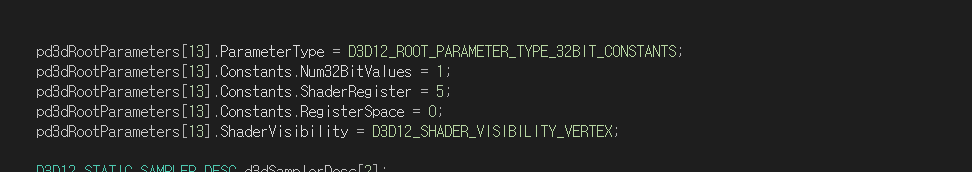 pd3dRootParameters[13].ParameterType = D3D12_ROOT_PARAMETER_TYPE_32BIT_CONSTANTS;
pd3dRootParameters[13].Constants.Num32BitValues = 1;
pd3dRootParameters[13].Constants.ShaderRegister = 5;
pd3dRootParameters[13].Constants.RegisterSpace = 0;
pd3dRootParameters[13].ShaderVisibility = D3D12_SHADER_VISIBILITY_VERTEX;
D3D12_STATIC_SAMPLER_DESC d3dSamplerDesc[2];